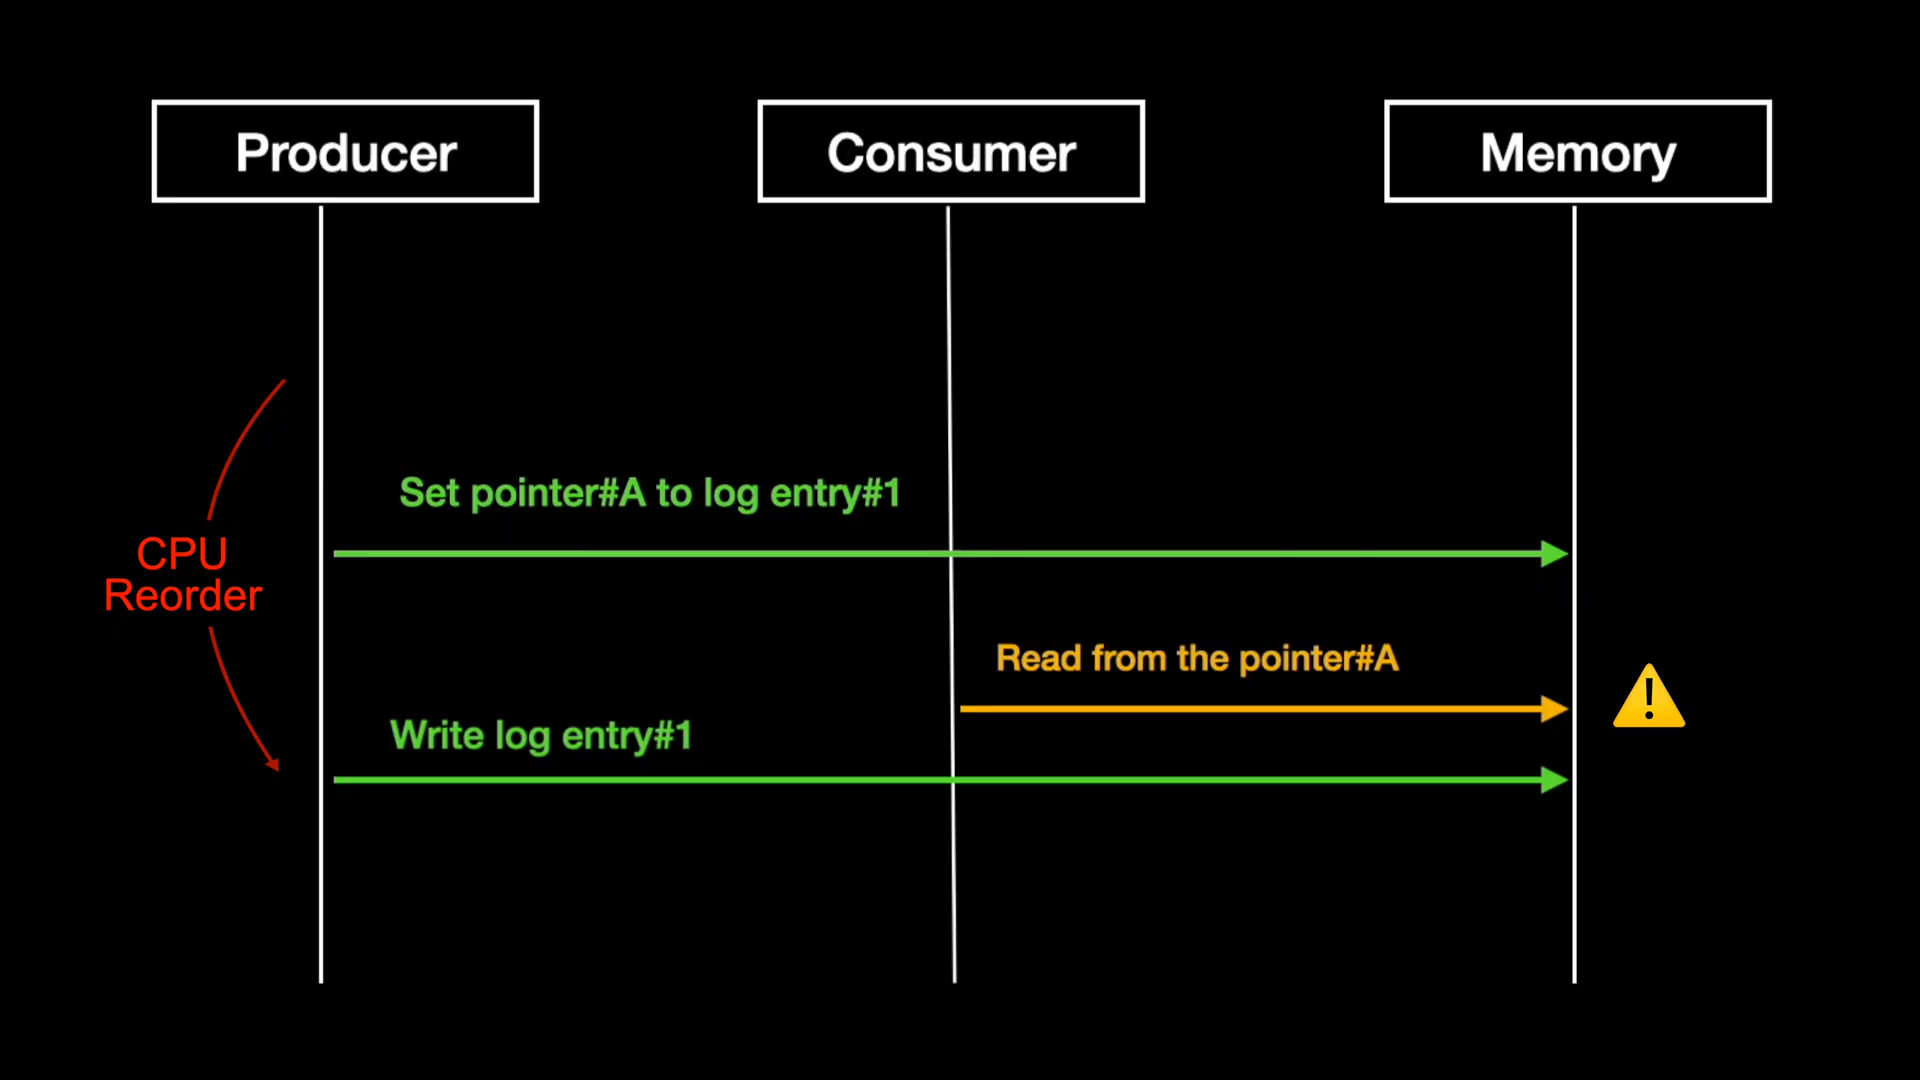 Producer
Consumer
Memory
Set pointer#A to log entry#1
CPU
Reorder
Read from the pointer#A
Write log entry#1